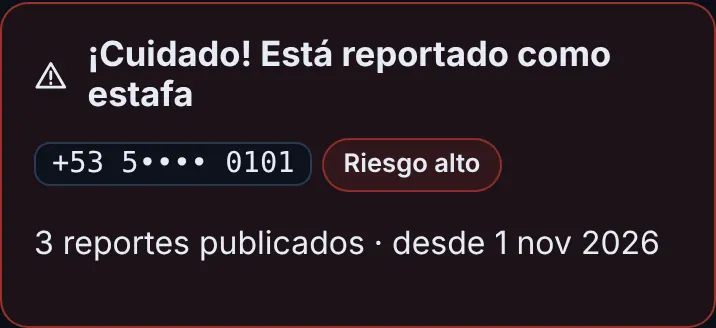 ¡Cuidado! Está reportado como
estafa
+53 5•••• 0101 Riesgo alto
3 reportes publicados · desde 1 nov 2026